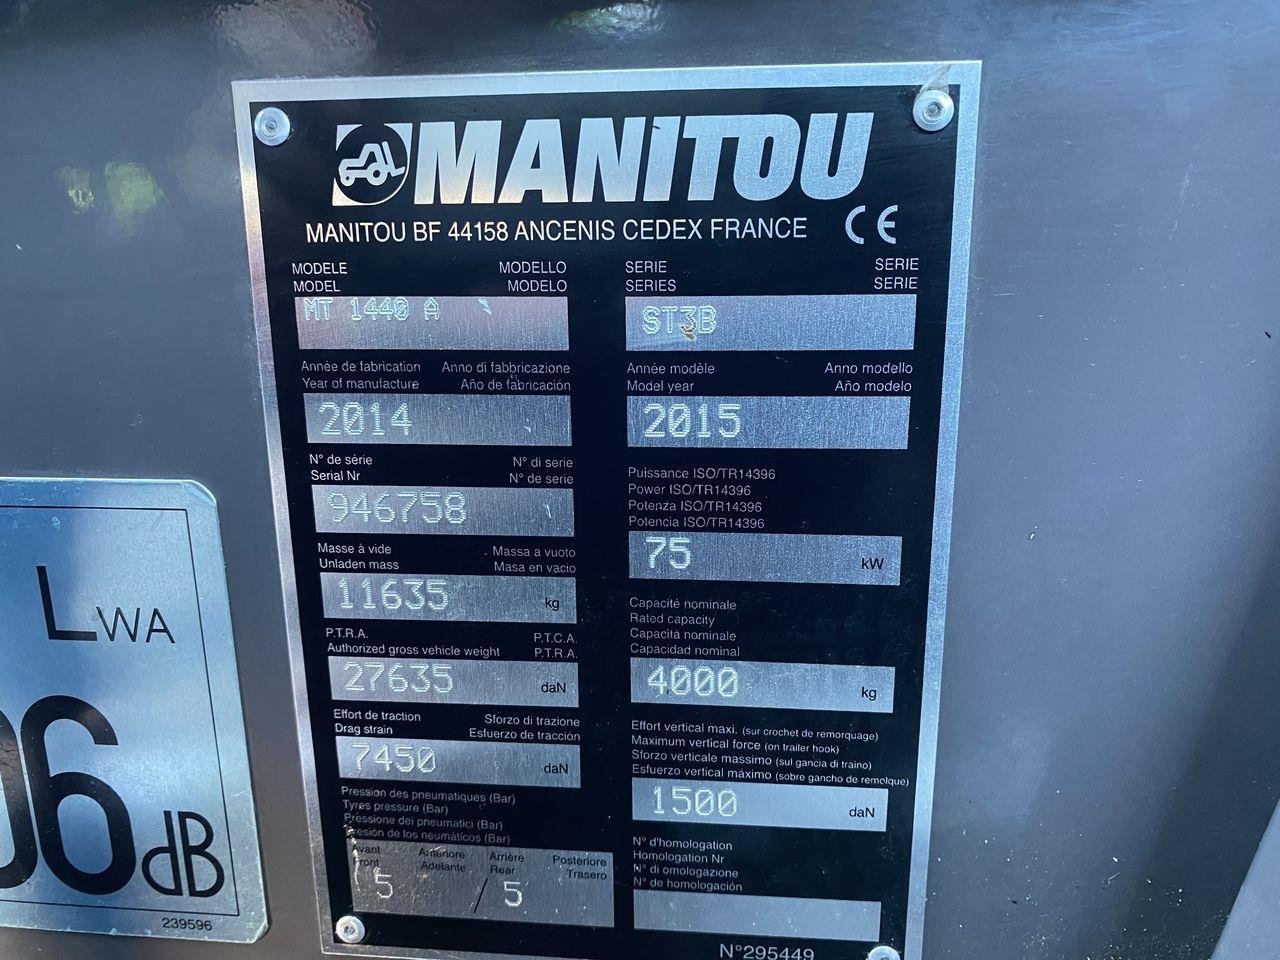 MANITOU
MANITOU BF 44158 ANCENIS CEDEX FRANCE CE
MODELE MODELLO
MODEL MODELO
MT 1440 A
SERIE SERIE
SERIES SERIE
ST3B
Année de fabrication Anno di fabbricazione
Year of manufacture Año de fabricación
2014
Année modèle Anno modello
Model year Año modelo
2015
N° de série N° di serie
Serial Nr N° de serie
946758
Puissance ISO/TR14396
Power ISO/TR14396
Potenza ISO/TR14396
Potencia ISO/TR14396
75 kW
Masse à vide Massa a vuoto
Unladen mass Masa en vacio
11635 kg
Capacité nominale
Rated capacity
Capacità nominale
Capacidad nominal
4000 kg
P.T.R.A. P.T.C.A.
Authorized gross vehicle weight P.T.R.A.
27635 daN
Effort de traction Sforzo di trazione
Drag strain Esfuerzo de tracción
7450 daN
Effort vertical maxi. (sur crochet de remorquage)
Maximum vertical force (on trailer hook)
Sforzo verticale massimo (sul gancia di traino)
Esfuerzo vertical máximo (sobre gancho de remolque)
1500 daN
Pression des pneumatiques (Bar)
Tyres pressure (Bar)
Pressione dei pneumatici (Bar)
Presión de los neumáticos (Bar)
Avant Anteriore Arrière Posteriore
Front Adelante Rear Trasero
5 / 5
N° d'homologation
Homologation Nr
N° di omologazione
N° de homologación
N°295449
LWA
06 dB
239596